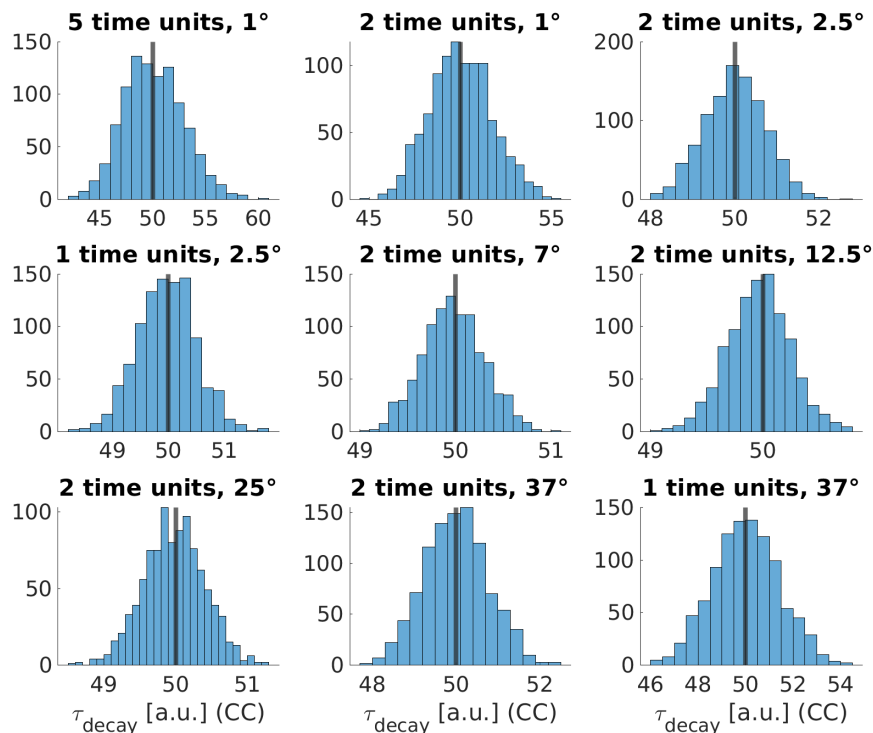 5 time units, 1°
150
100
50
0
45 50 55 60
2 time units, 1°
100
50
0
45 50 55
2 time units, 2.5°
200
100
0
48 50 52
1 time units, 2.5°
150
100
50
0
49 50 51
2 time units, 7°
150
100
50
0
49 50 51
2 time units, 12.5°
150
100
50
0
49 50
2 time units, 25°
100
50
0
49 50 51
τdecay [a.u.] (CC)
2 time units, 37°
150
100
50
0
48 50 52
τdecay [a.u.] (CC)
1 time units, 37°
150
100
50
0
46 48 50 52 54
τdecay [a.u.] (CC)